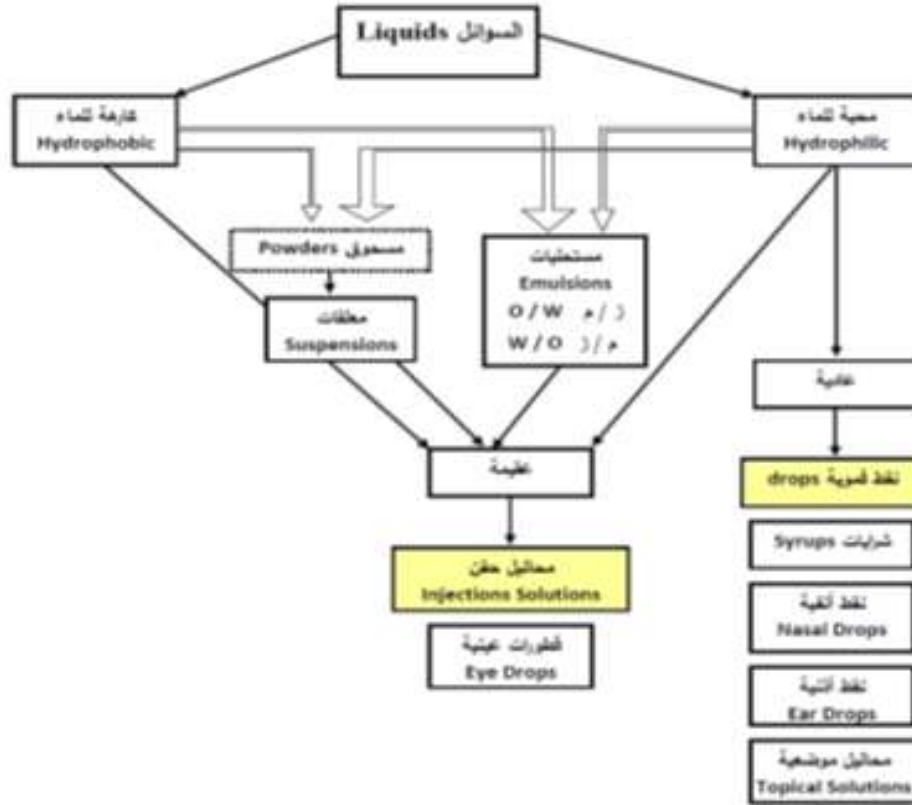 السوائل Liquids
كارهة للماء
Hydrophobic
محبة للماء
Hydrophilic
مسحوق Powders
معلقات
Suspensions
مستحلبات
Emulsions
O / W م / ز
W / O ز / م
عادية
عقيمة
نقط فموية drops
شرابات Syrups
محاليل حقن
Injections Solutions
نقط أنفية
Nasal Drops
قطورات عينية
Eye Drops
نقط أذنية
Ear Drops
محاليل موضعية
Topical Solutions